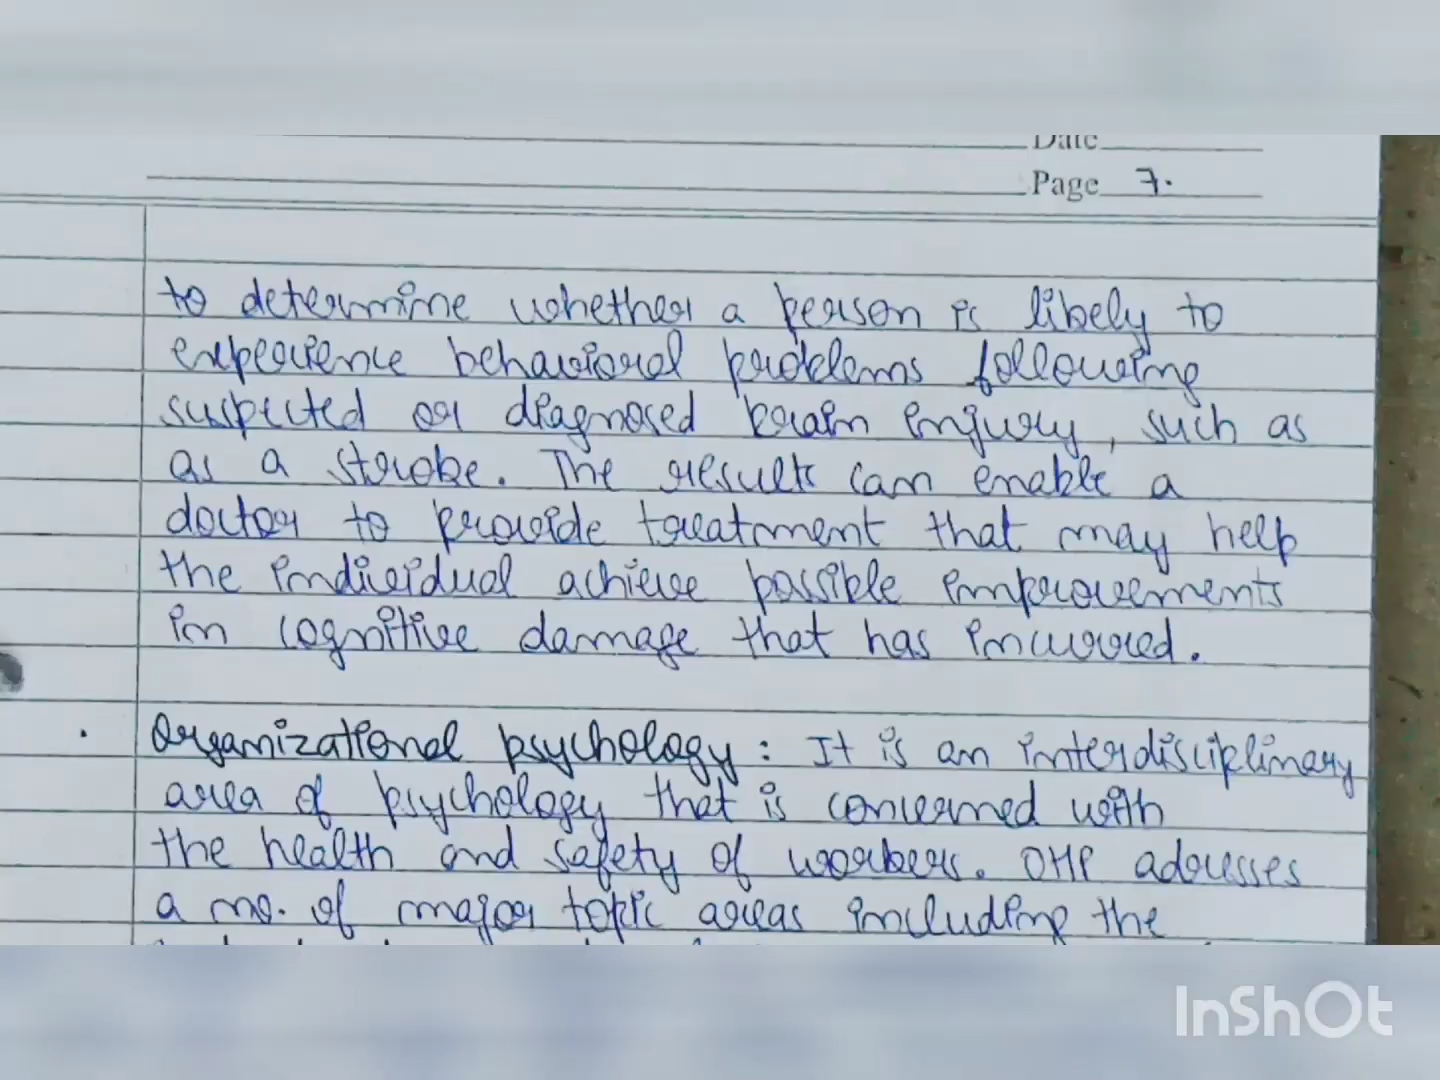 Date
Page 7.
to determine whether a person is likely to
experience behavioral problems following
suspected or diagnosed brain injury, such as
as a stroke. The results can enable a
doctor to provide treatment that may help
the individual achieve possible improvements
in cognitive damage that has incurred.
• Organizational psychology : It is an interdisciplinary
area of psychology that is concerned with
the health and safety of workers. OHP adresses
a no. of major topic areas including the
InShOt